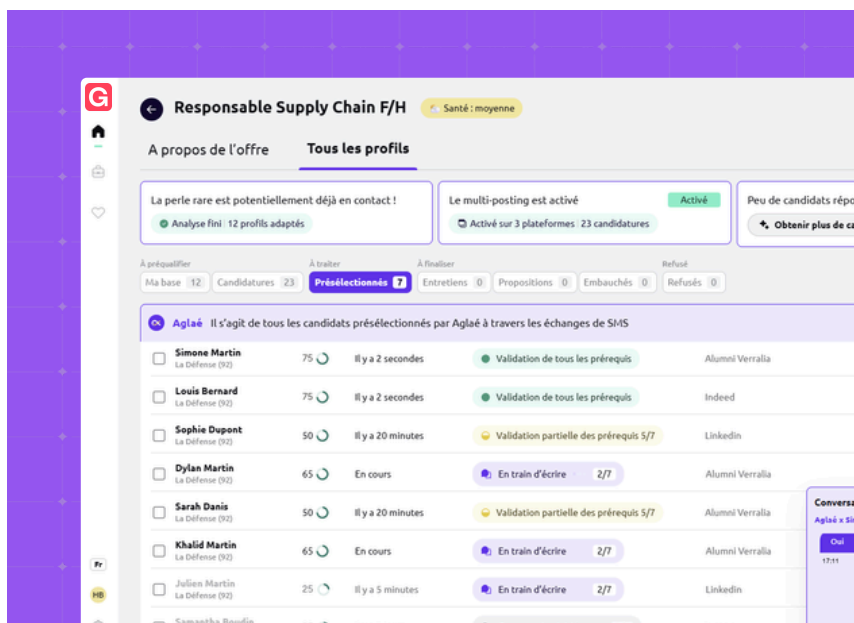 G
Responsable Supply Chain F/H
Santé : moyenne
A propos de l'offre
Tous les profils
La perle rare est potentiellement déjà en contact !
Analyse fini | 12 profils adaptés
Le multi-posting est activé
Activé
Activé sur 3 plateformes | 23 candidatures
Peu de candidats répo
Obtenir plus de ca
À préqualifier
À traiter
À finaliser
Refusé
Ma base 12
Candidatures 23
Présélectionnés 7
Entretiens 0
Propositions 0
Embauchés 0
Refusés 0
Aglaé Il s'agit de tous les candidats présélectionnés par Aglaé à travers les échanges de SMS
Simone Martin
La Défense (92)
75 Il y a 2 secondes Validation de tous les prérequis Alumni Verralia
Louis Bernard
La Défense (92)
75 Il y a 2 secondes Validation de tous les prérequis Indeed
Sophie Dupont
La Défense (92)
50 Il y a 20 minutes Validation partielle des prérequis 5/7 Linkedin
Dylan Martin
La Défense (92)
65 En cours En train d'écrire 2/7 Alumni Verralia
Sarah Danis
La Défense (92)
50 Il y a 20 minutes Validation partielle des prérequis 5/7 Alumni Verralia
Khalid Martin
La Défense (92)
65 En cours En train d'écrire 2/7 Alumni Verralia
Julien Martin
La Défense (92)
25 Il y a 5 minutes En train d'écrire 2/7 Linkedin
Samantha Boudin
Conversa
Aglaé x Si
Oui
17:11
Fr
HB